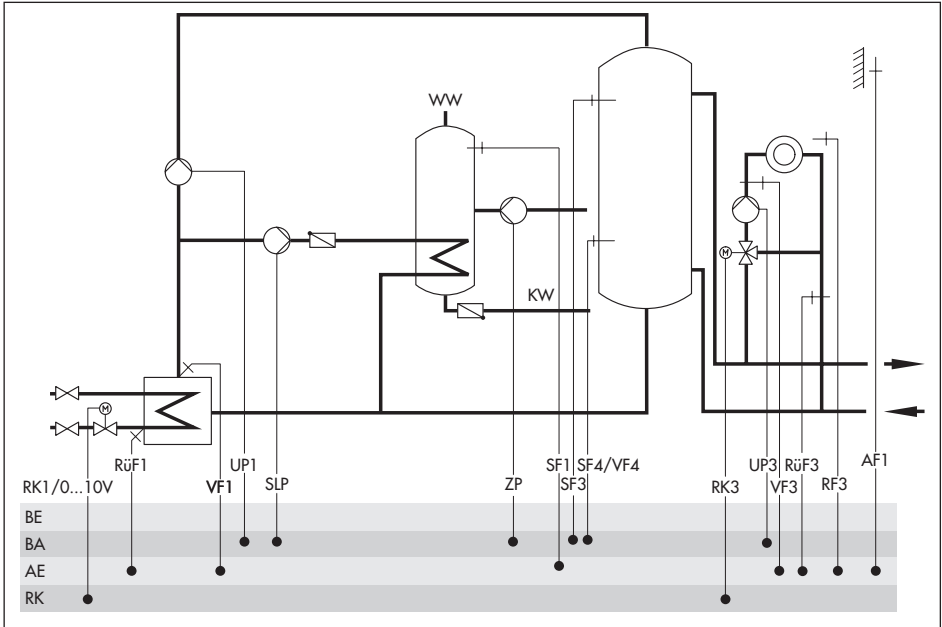 WW
M
KW
M
RüF1
UP1
SF1
SF4/VF4
UP3
RüF3
AF1
RK1/0...10V
VF1
SLP
ZP
SF3
RK3
VF3
RF3
BE
BA
AE
RK